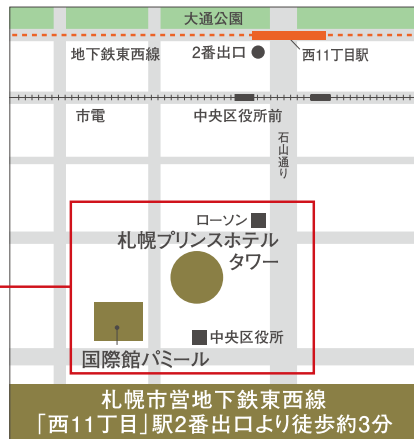 大通公園
地下鉄東西線
2番出口
西11丁目駅
市電
中央区役所前
石山通り
ローソン
札幌プリンスホテル
タワー
中央区役所
国際館パミール
札幌市営地下鉄東西線
「西11丁目」駅2番出口より徒歩約3分